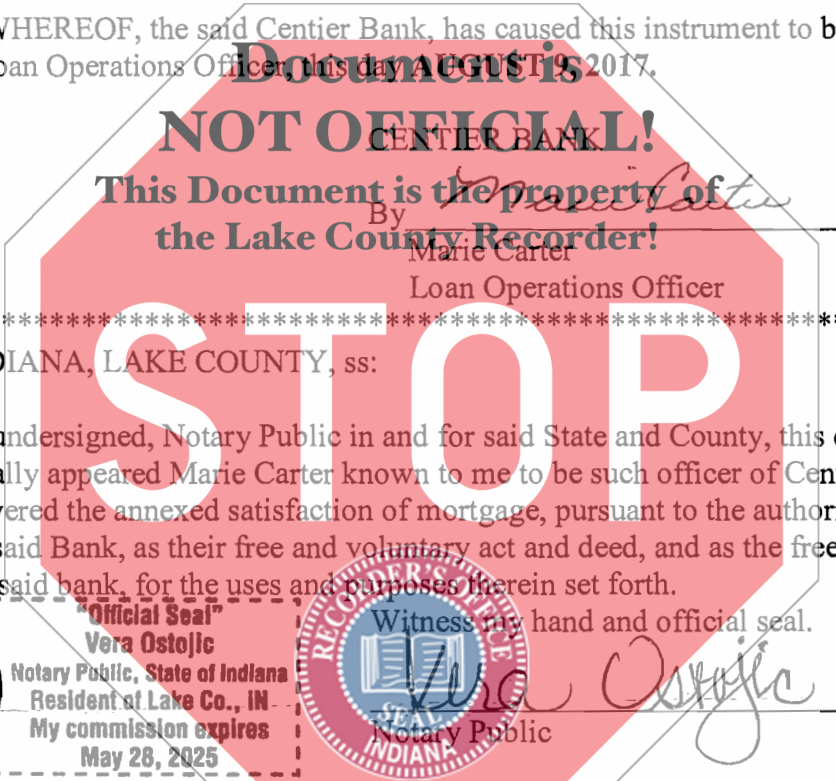 WHEREOF, the said Centier Bank, has caused this instrument to b
oan Operations Officer, this day AUGUST 9, 2017.
Document is
NOT OFFICIAL!
This Document is the property of
the Lake County Recorder!
CENTIER BANK
By Marie Carter
Marie Carter
Loan Operations Officer
STOP
DIANA, LAKE COUNTY, ss:
undersigned, Notary Public in and for said State and County, this
ally appeared Marie Carter known to me to be such officer of Cen
vered the annexed satisfaction of mortgage, pursuant to the author
said Bank, as their free and voluntary act and deed, and as the free
said bank, for the uses and purposes therein set forth.
Witness my hand and official seal.
"Official Seal"
Vera Ostojic
Notary Public, State of Indiana
Resident of Lake Co., IN
My commission expires
May 28, 2025
RECORDER'S OFFICE
SEAL
INDIANA
Vera Ostojic
Notary Public